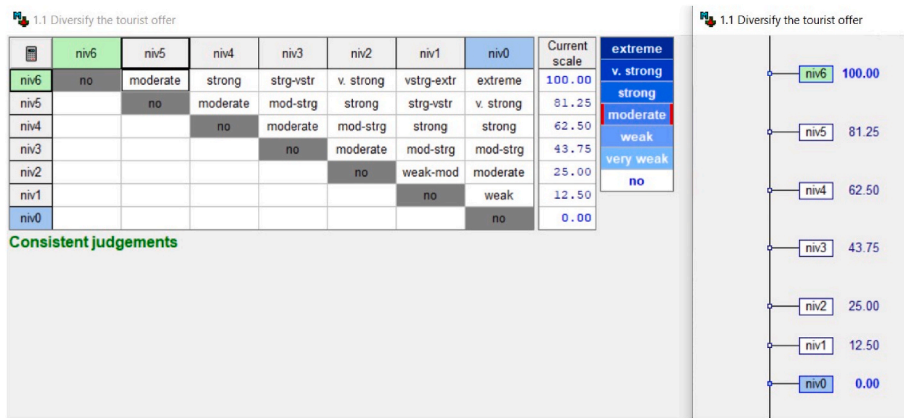 1.1 Diversify the tourist offer
niv6 niv5 niv4 niv3 niv2 niv1 niv0 Current scale
niv6 no moderate strong strg-vstr v. strong vstrg-extr extreme 100.00
niv5 no moderate mod-strg strong strg-vstr v. strong 81.25
niv4 no moderate mod-strg strong strong 62.50
niv3 no moderate mod-strg mod-strg 43.75
niv2 no weak-mod moderate 25.00
niv1 no weak 12.50
niv0 no 0.00
Consistent judgements
extreme
v. strong
strong
moderate
weak
very weak
no
1.1 Diversify the tourist offer
niv6 100.00
niv5 81.25
niv4 62.50
niv3 43.75
niv2 25.00
niv1 12.50
niv0 0.00